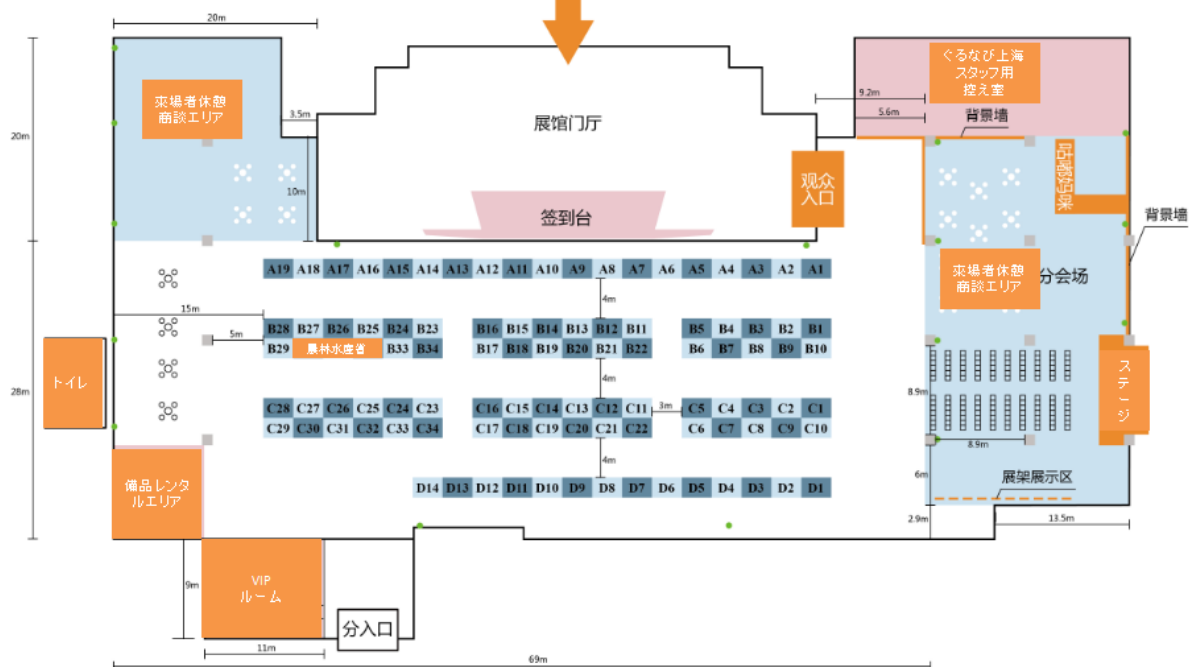 20m
ぐるなび上海
スタッフ用
控え室
来場者休憩
商談エリア
9.2m
3.5m
5.6m
背景墙
展馆门厅
20m
咕嘟妈咪
观众
入口
10m
签到台
背景墙
A19 A18 A17 A16 A15 A14 A13 A12 A11 A10 A9 A8 A7 A6 A5 A4 A3 A2 A1
来場者休憩
商談エリア
分会场
4m
15m
B28 B27 B26 B25 B24 B23 B16 B15 B14 B13 B12 B11 B5 B4 B3 B2 B1
5m
B29 農林水産省 B33 B34 B17 B18 B19 B20 B21 B22 B6 B7 B8 B9 B10
トイレ
ステージ
4m
28m
8.9m
C28 C27 C26 C25 C24 C23 C16 C15 C14 C13 C12 C11 3m C5 C4 C3 C2 C1
C29 C30 C31 C32 C33 C34 C17 C18 C19 C20 C21 C22 C6 C7 C8 C9 C10
8.9m
4m
備品レンタ
ルエリア
6m
展架展示区
D14 D13 D12 D11 D10 D9 D8 D7 D6 D5 D4 D3 D2 D1
2.9m
13.5m
9m
VIP
ルーム
分入口
11m
69m